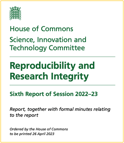 House of Commons
Science, Innovation and
Technology Committee
Reproducibility and
Research Integrity
Sixth Report of Session 2022–23
Report, together with formal minutes relating
to the report
Ordered by the House of Commons
to be printed 26 April 2023